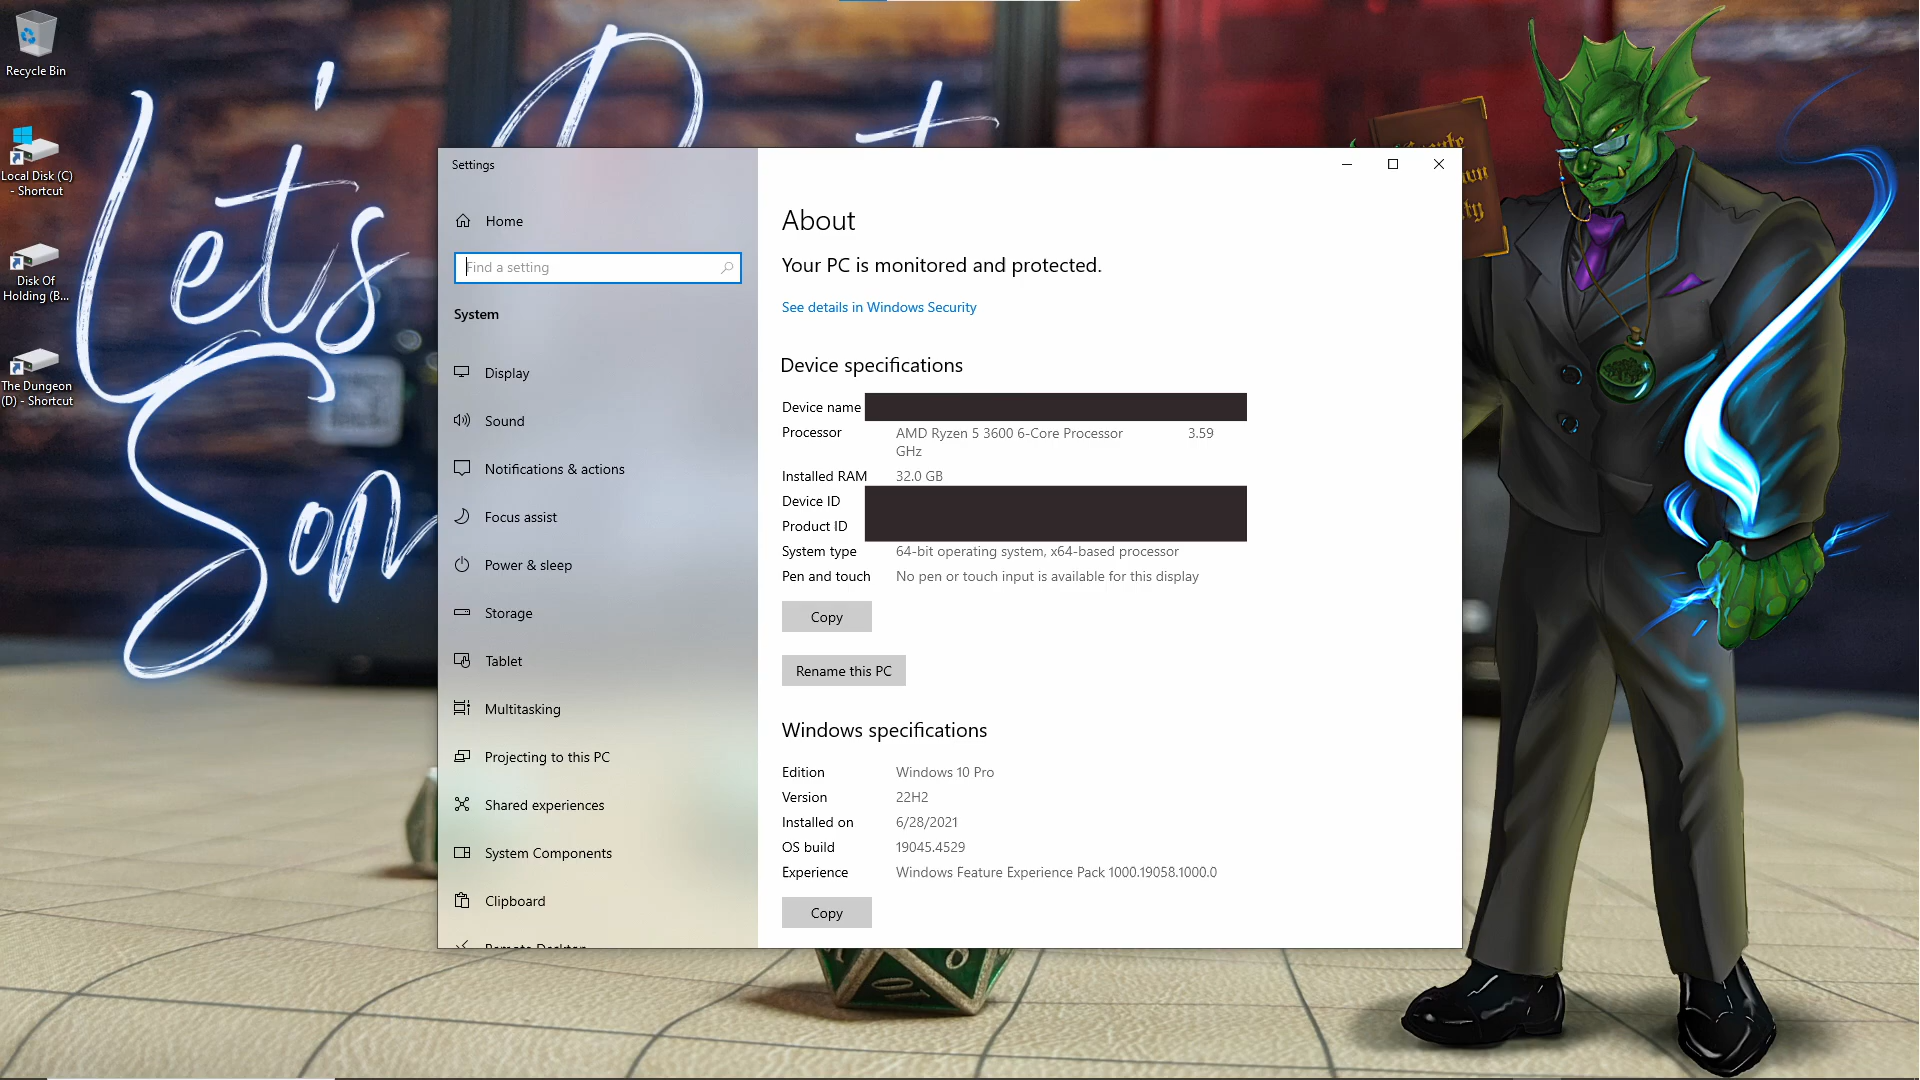 Recycle Bin
Local Disk (C)
- Shortcut
Disk Of
Holding (B...
The Dungeon
(D) - Shortcut
Let's
Son
Settings
Home
Find a setting
System
Display
Sound
Notifications & actions
Focus assist
Power & sleep
Storage
Tablet
Multitasking
Projecting to this PC
Shared experiences
System Components
Clipboard
Remote Desktop
About
Your PC is monitored and protected.
See details in Windows Security
Device specifications
Device name
Processor AMD Ryzen 5 3600 6-Core Processor 3.59
GHz
Installed RAM 32.0 GB
Device ID
Product ID
System type 64-bit operating system, x64-based processor
Pen and touch No pen or touch input is available for this display
Copy
Rename this PC
Windows specifications
Edition Windows 10 Pro
Version 22H2
Installed on 6/28/2021
OS build 19045.4529
Experience Windows Feature Experience Pack 1000.19058.1000.0
Copy
10